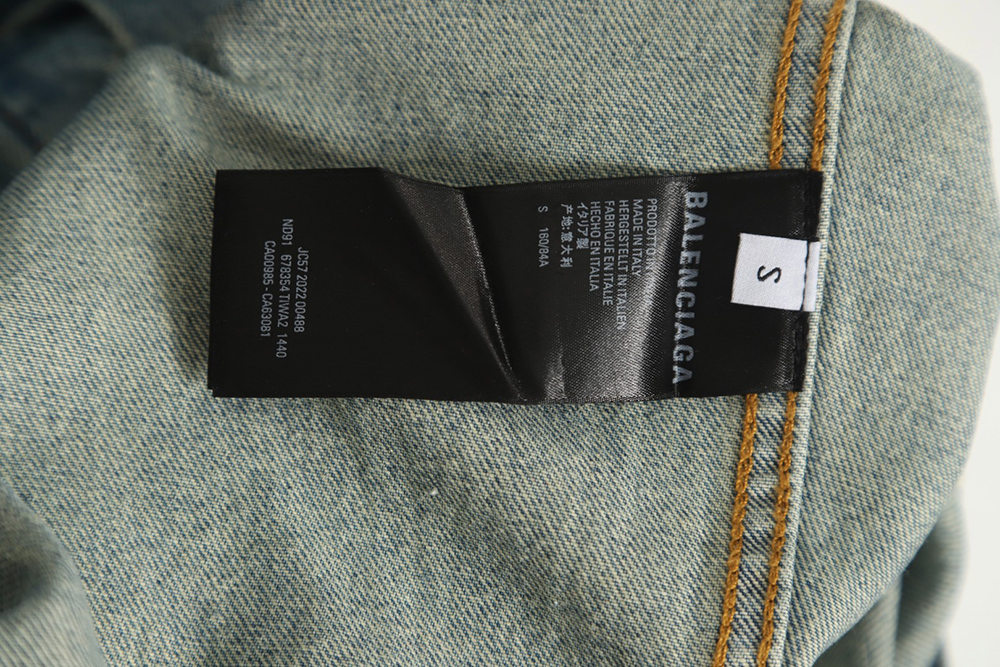 S
BALENCIAGA
PRODOTTO IN
MADE IN ITALY
HERGESTELLT IN ITALIEN
FABRIQUE EN ITALIE
HECHO EN ITALIA
イタリア製
产地:意大利
S 160/84A
JC57 2022 00488
ND91 678354 TIWA2 1440
CA00985 - CA63081